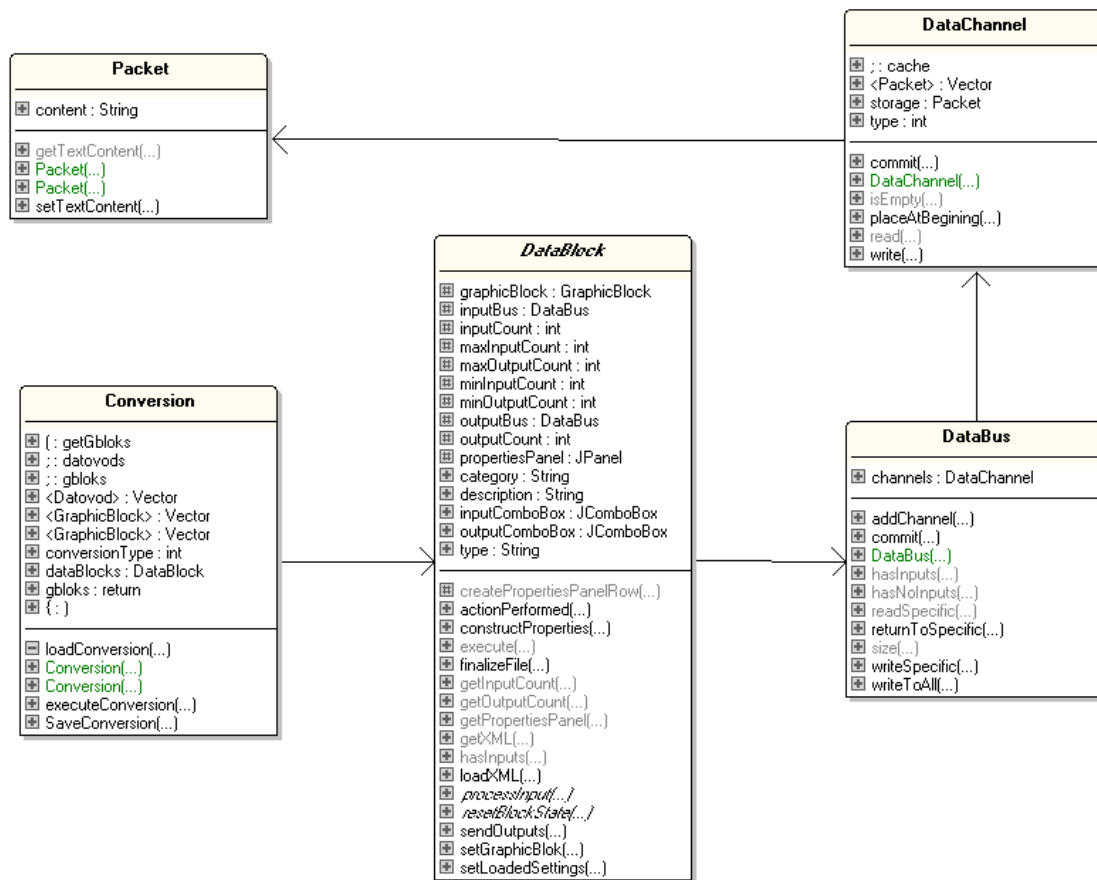 Packet
content : String
getTextContent(...)
Packet(...)
Packet(...)
setTextContent(...)
DataChannel
; : cache
<Packet> : Vector
storage : Packet
type : int
commit(...)
DataChannel(...)
isEmpty(...)
placeAtBegining(...)
read(...)
write(...)
DataBlock
graphicBlock : GraphicBlock
inputBus : DataBus
inputCount : int
maxInputCount : int
maxOutputCount : int
minInputCount : int
minOutputCount : int
outputBus : DataBus
outputCount : int
propertiesPanel : JPanel
category : String
description : String
inputComboBox : JComboBox
outputComboBox : JComboBox
type : String
createPropertiesPanelRow(...)
actionPerformed(...)
constructProperties(...)
execute(...)
finalizeFile(...)
getInputCount(...)
getOutputCount(...)
getPropertiesPanel(...)
getXML(...)
hasInputs(...)
loadXML(...)
processInput(...)
resetBlockState(...)
sendOutputs(...)
setGraphicBlok(...)
setLoadedSettings(...)
Conversion
( : getGbloks
; : datovods
; : gbloks
<Datovod> : Vector
<GraphicBlock> : Vector
<GraphicBlock> : Vector
conversionType : int
dataBlocks : DataBlock
gbloks : return
{ : )
loadConversion(...)
Conversion(...)
Conversion(...)
executeConversion(...)
SaveConversion(...)
DataBus
channels : DataChannel
addChannel(...)
commit(...)
DataBus(...)
hasInputs(...)
hasNoInputs(...)
readSpecific(...)
returnToSpecific(...)
size(...)
writeSpecific(...)
writeToAll(...)